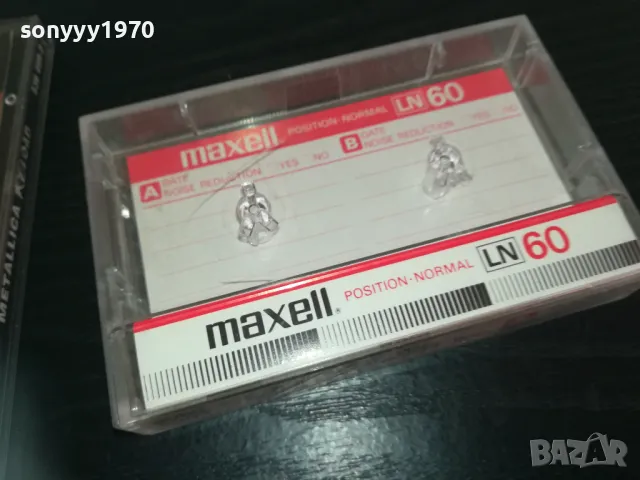 sonyyy1970
maxell POSITION-NORMAL LN 60
A DATE
NOISE REDUCTION YES NO
B DATE
NOISE REDUCTION YES NO
maxell. POSITION-NORMAL LN 60
METALLICA
BAZAR